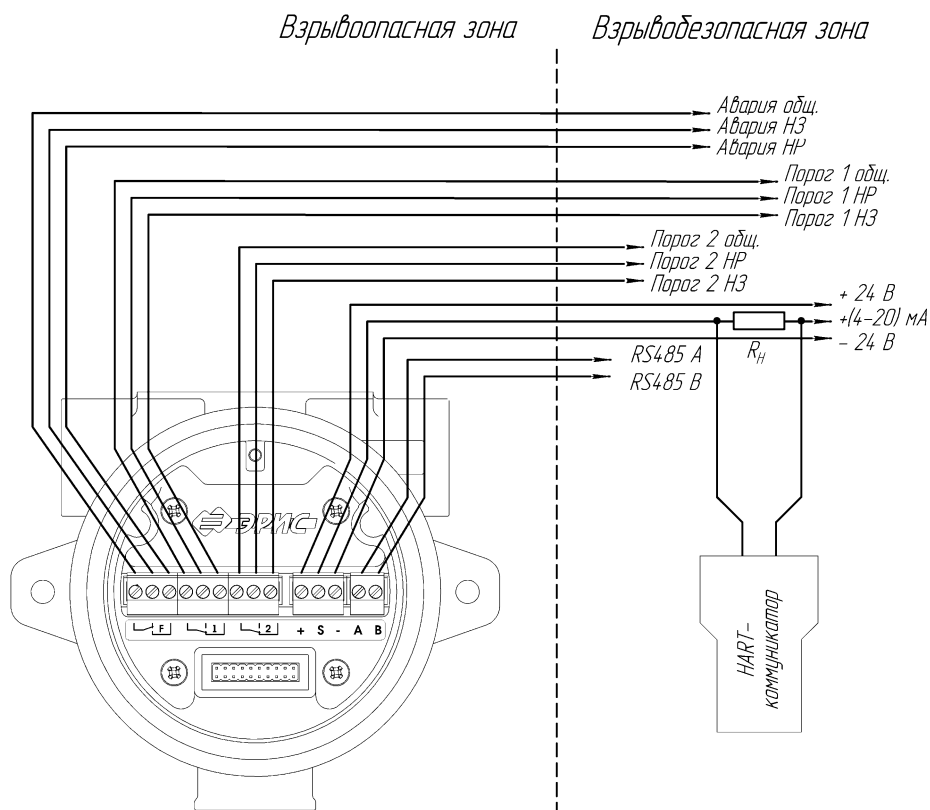 Взрывоопасная зона
Взрывобезопасная зона
Авария общ.
Авария НЗ
Авария НР
Порог 1 общ.
Порог 1 НР
Порог 1 НЗ
Порог 2 общ.
Порог 2 НР
Порог 2 НЗ
+ 24 В
+(4-20) мА
- 24 В
RS485 А
RS485 В
Rн
ЭРИС
F 1 2 + S - A B
HART-
коммуникатор